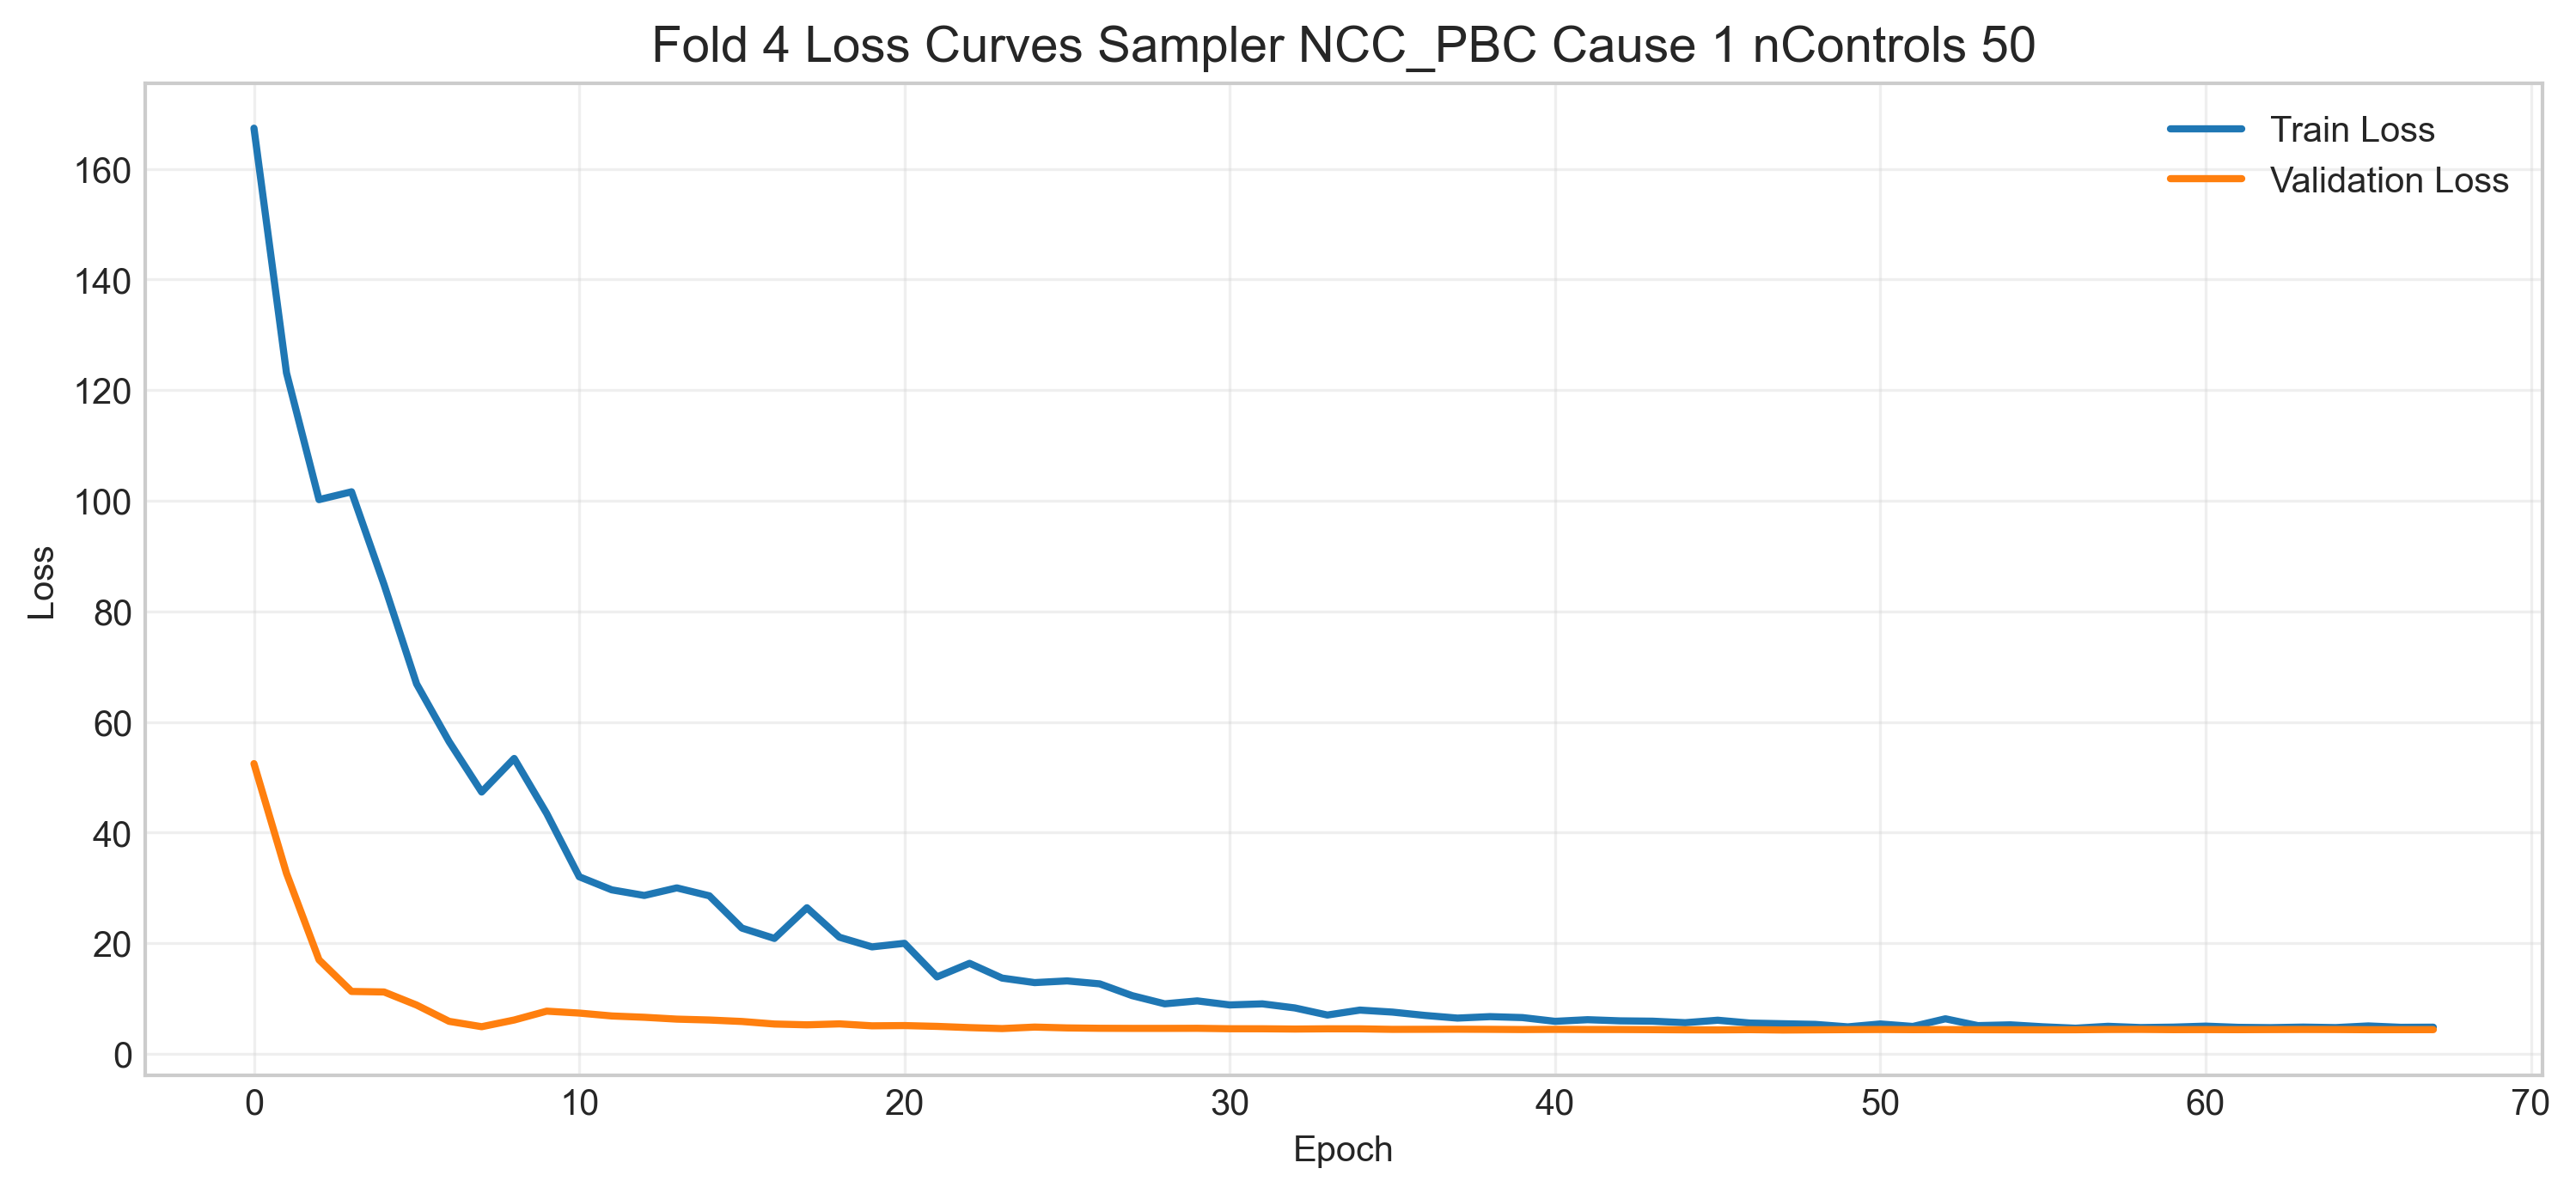 Fold 4 Loss Curves Sampler NCC_PBC Cause 1 nControls 50
Train Loss
Validation Loss
Loss
160
140
120
100
80
60
40
20
0
0 10 20 30 40 50 60 70
Epoch